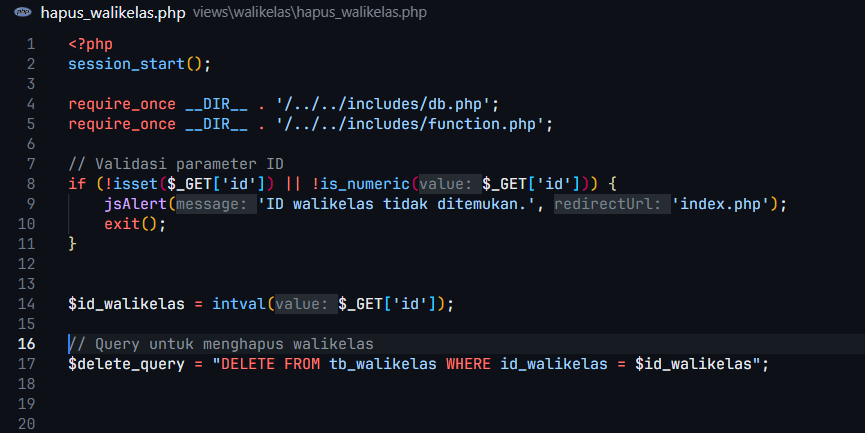 php hapus_walikelas.php views\walikelas\hapus_walikelas.php
1 <?php
2 session_start();
3
4 require_once __DIR__ . '/../../includes/db.php';
5 require_once __DIR__ . '/../../includes/function.php';
6
7 // Validasi parameter ID
8 if (!isset($_GET['id']) || !is_numeric(value: $_GET['id'])) {
9 jsAlert(message: 'ID walikelas tidak ditemukan.', redirectUrl: 'index.php');
10 exit();
11 }
12
13
14 $id_walikelas = intval(value: $_GET['id']);
15
16 // Query untuk menghapus walikelas
17 $delete_query = "DELETE FROM tb_walikelas WHERE id_walikelas = $id_walikelas";
18
19
20